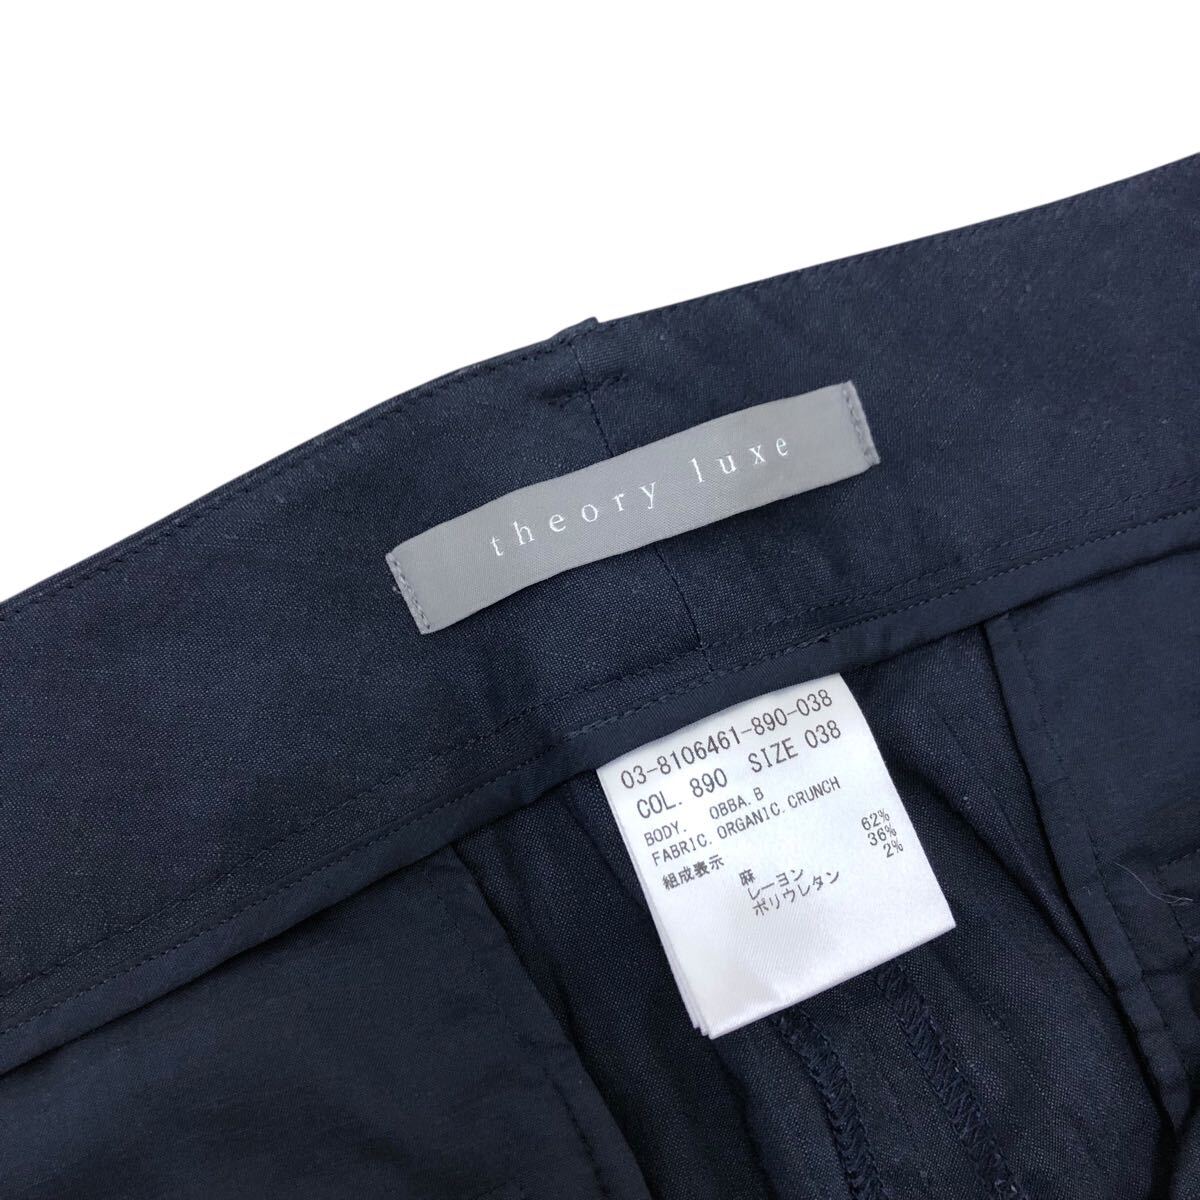 theory luxe
03-8106461-890-038
COL. 890 SIZE 038
BODY. OBBA.B
FABRIC. ORGANIC. CRUNCH
組成表示 麻 62%
レーヨン 36%
ポリウレタン 2%